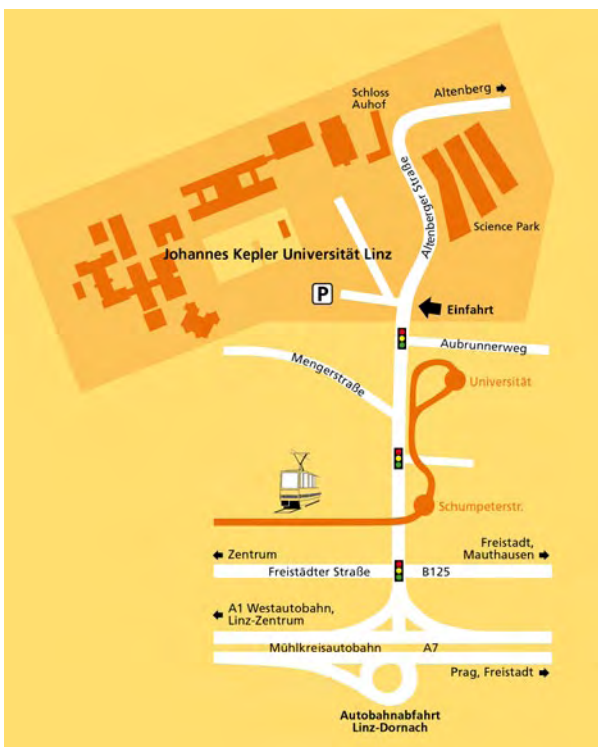 Schloss
Auhof
Altenberg
Altenberger Straße
Science Park
Johannes Kepler Universität Linz
P
Einfahrt
Aubrunnerweg
Mengerstraße
Universität
Schumpeterstr.
Zentrum
Freistadt,
Mauthausen
Freistädter Straße
B125
A1 Westautobahn,
Linz-Zentrum
Mühlkreisautobahn
A7
Prag, Freistadt
Autobahnabfahrt
Linz-Dornach